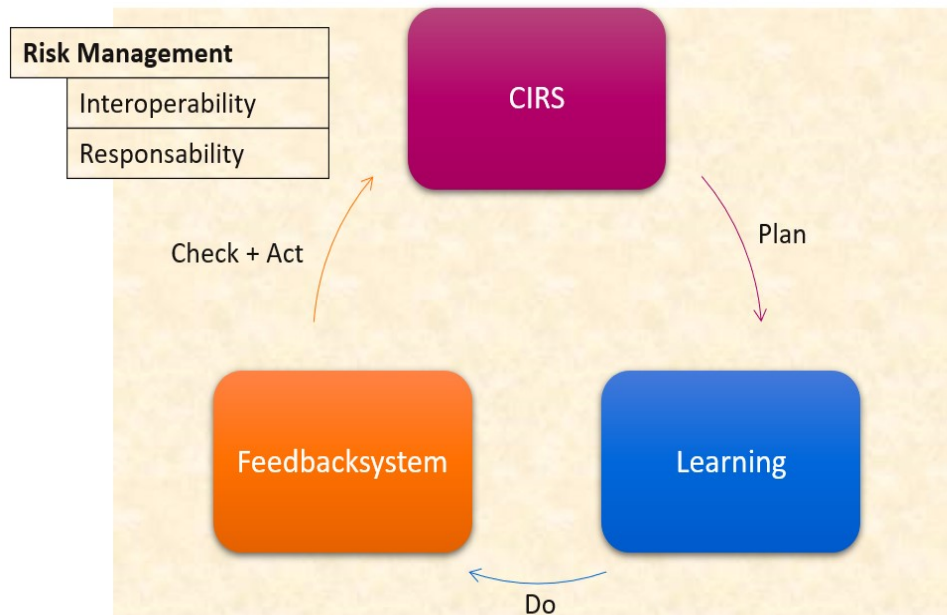 Risk Management
Interoperability
Responsability
CIRS
Plan
Check + Act
Feedbacksystem
Learning
Do